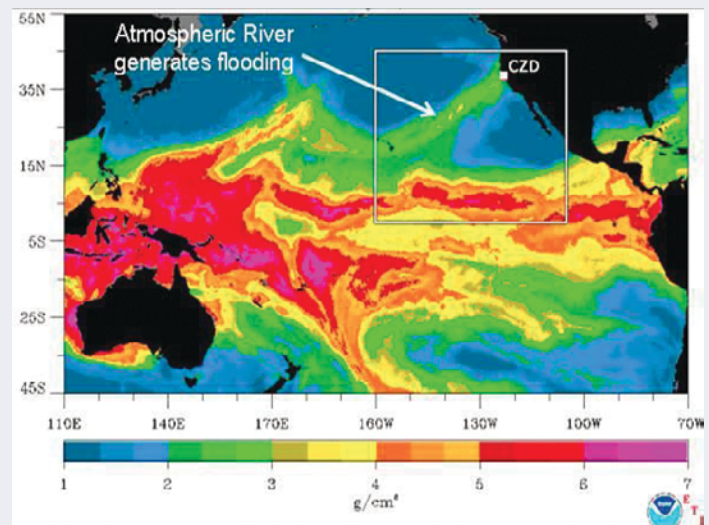 55N
Atmospheric River
generates flooding
CZD
35N
15N
5S
25S
45S
110E 140E 170E 160W 130W 100W 70W
1 2 3 4 5 6 7
g/cm²
E
T